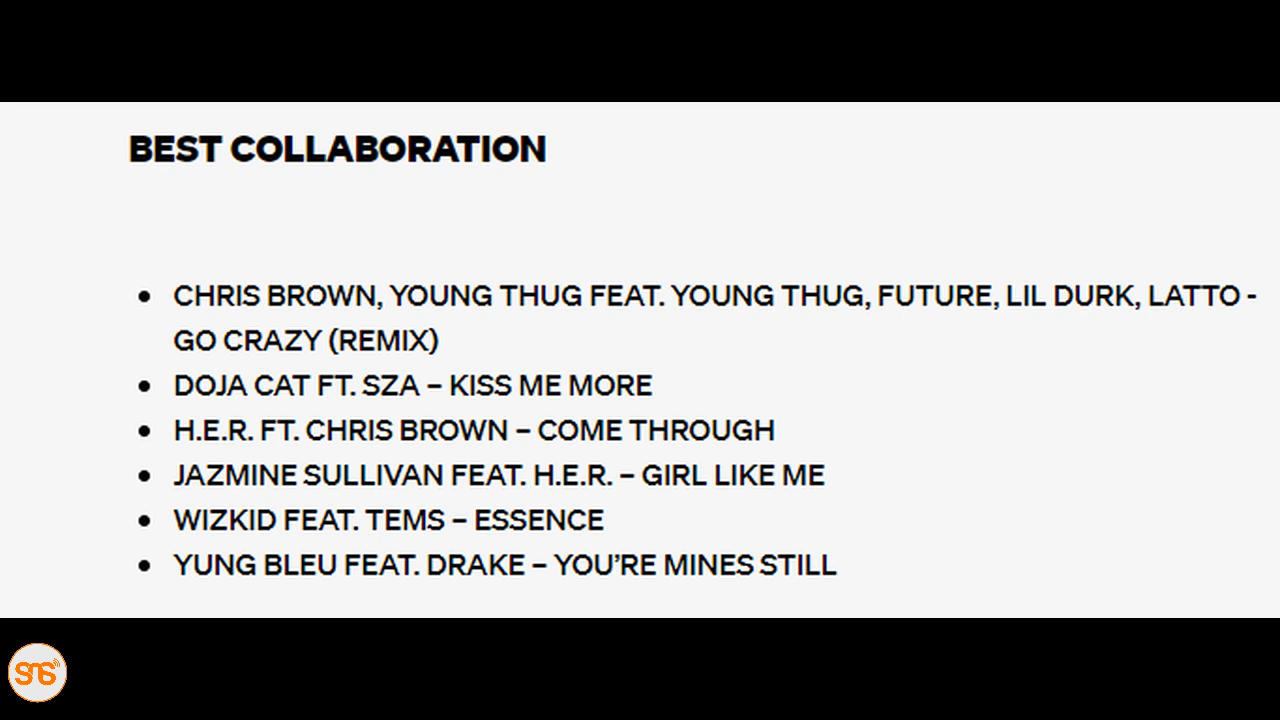 BEST COLLABORATION
• CHRIS BROWN, YOUNG THUG FEAT. YOUNG THUG, FUTURE, LIL DURK, LATTO -
GO CRAZY (REMIX)
• DOJA CAT FT. SZA – KISS ME MORE
• H.E.R. FT. CHRIS BROWN – COME THROUGH
• JAZMINE SULLIVAN FEAT. H.E.R. – GIRL LIKE ME
• WIZKID FEAT. TEMS – ESSENCE
• YUNG BLEU FEAT. DRAKE – YOU’RE MINES STILL
SNS